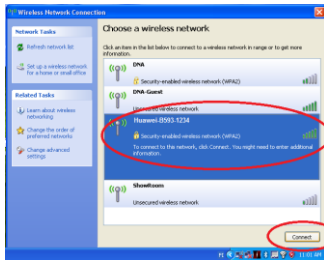 Wireless Network Connection
Network Tasks
Refresh network list
Set up a wireless network
for a home or small office
Related Tasks
Learn about wireless
networking
Change the order of
preferred networks
Change advanced
settings
Choose a wireless network
Click an item in the list below to connect to a wireless network in range or to get more
information.
DNA
Security-enabled wireless network (WPA2)
DNA-Guest
Unsecured wireless network
Huawei-B593-1234
Security-enabled wireless network (WPA2)
To connect to this network, click Connect. You might need to enter additional
information.
ShowRoom
Unsecured wireless network
Connect
FI
11:01 AM